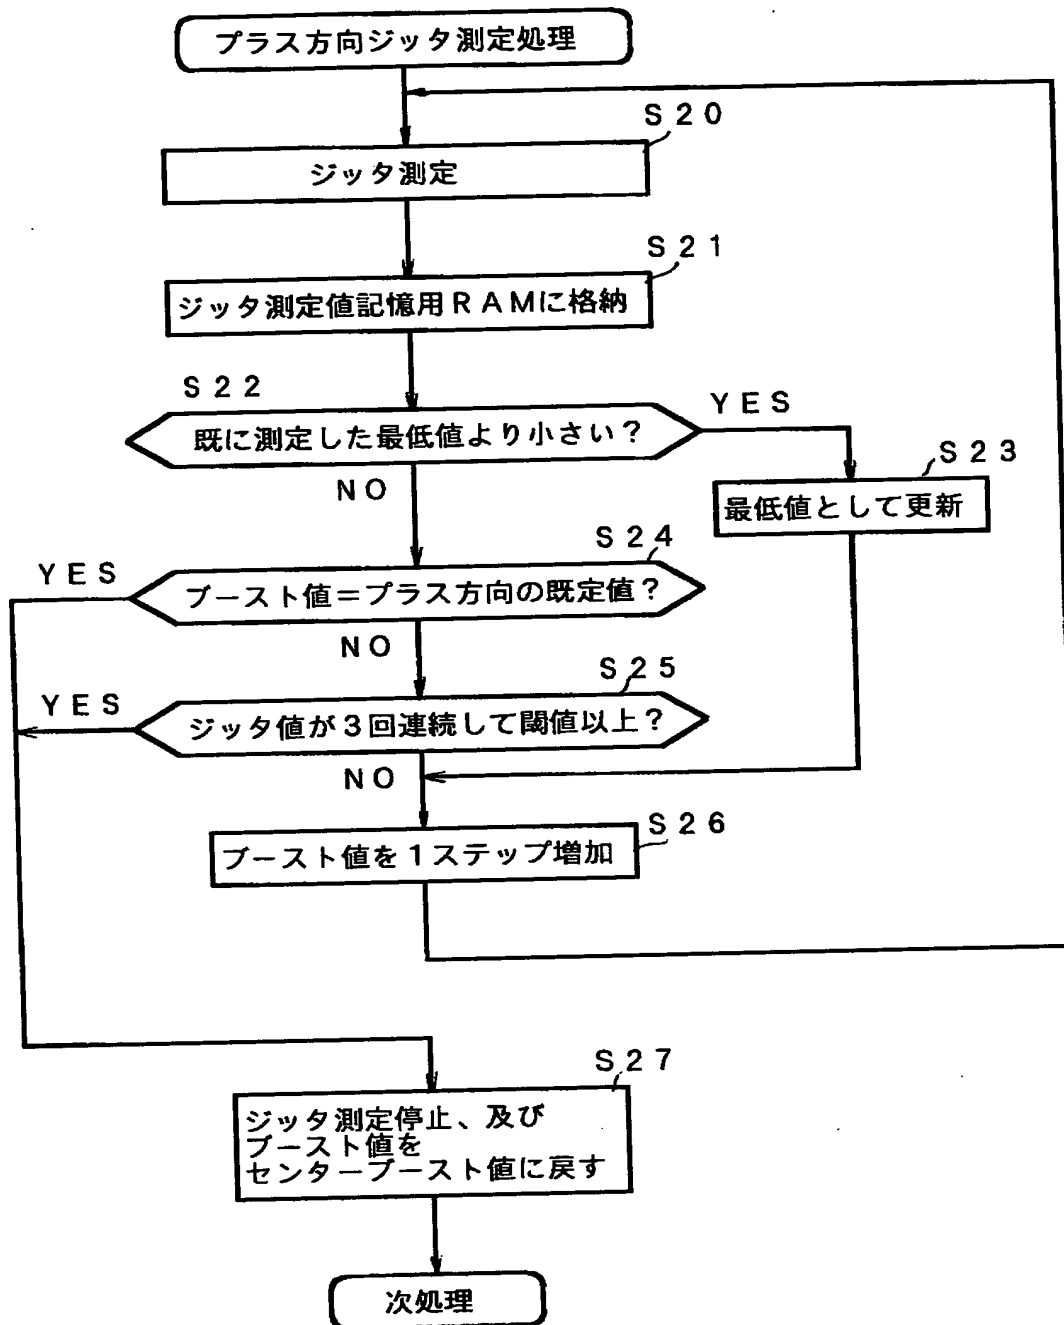 プラス方向ジッタ測定処理
S20
ジッタ測定
S21
ジッタ測定値記憶用RAMに格納
S22
既に測定した最低値より小さい?
YES
NO
S23
最低値として更新
S24
YES
ブースト値=プラス方向の既定値?
NO
S25
YES
ジッタ値が3回連続して閾値以上?
NO
S26
ブースト値を1ステップ増加
S27
ジッタ測定停止、及び
ブースト値を
センターブースト値に戻す
次処理